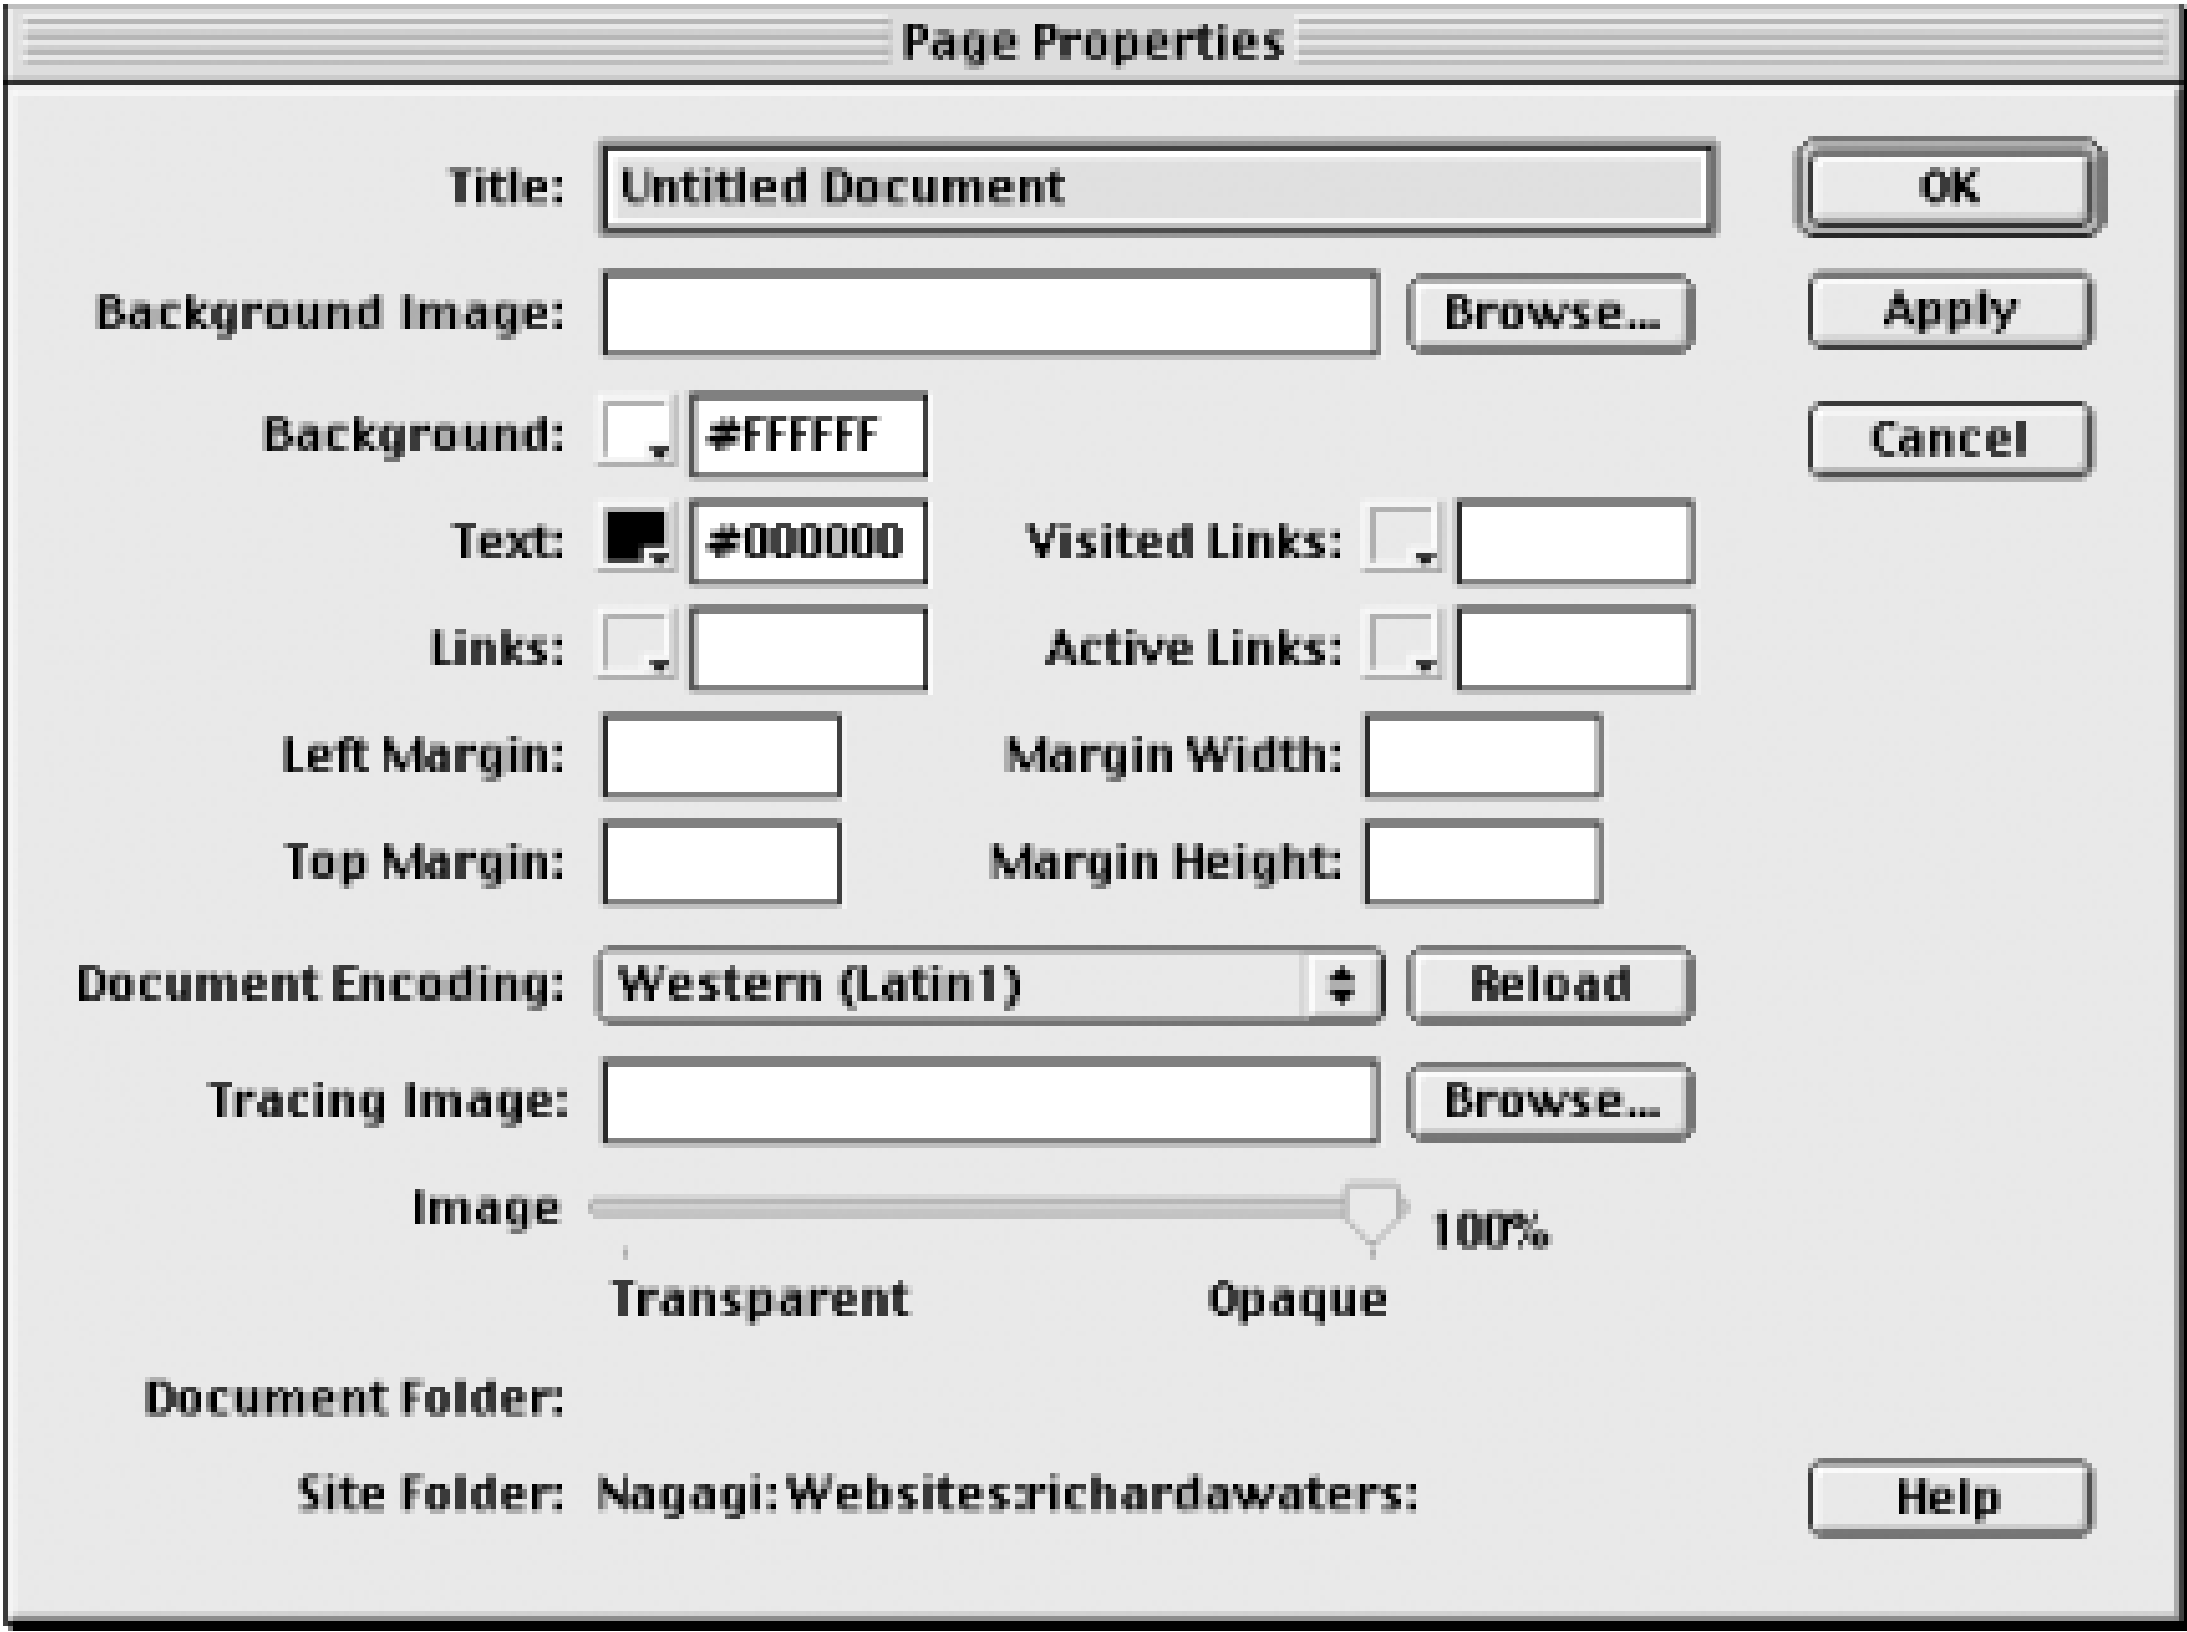 Page Properties
Title: Untitled Document OK
Background Image: Browse... Apply
Background: #FFFFFF Cancel
Text: #000000 Visited Links:
Links: Active Links:
Left Margin: Margin Width:
Top Margin: Margin Height:
Document Encoding: Western (Latin1) Reload
Tracing Image: Browse...
Image 100%
Transparent Opaque
Document Folder:
Site Folder: Nagagi:Websites:richardawaters: Help